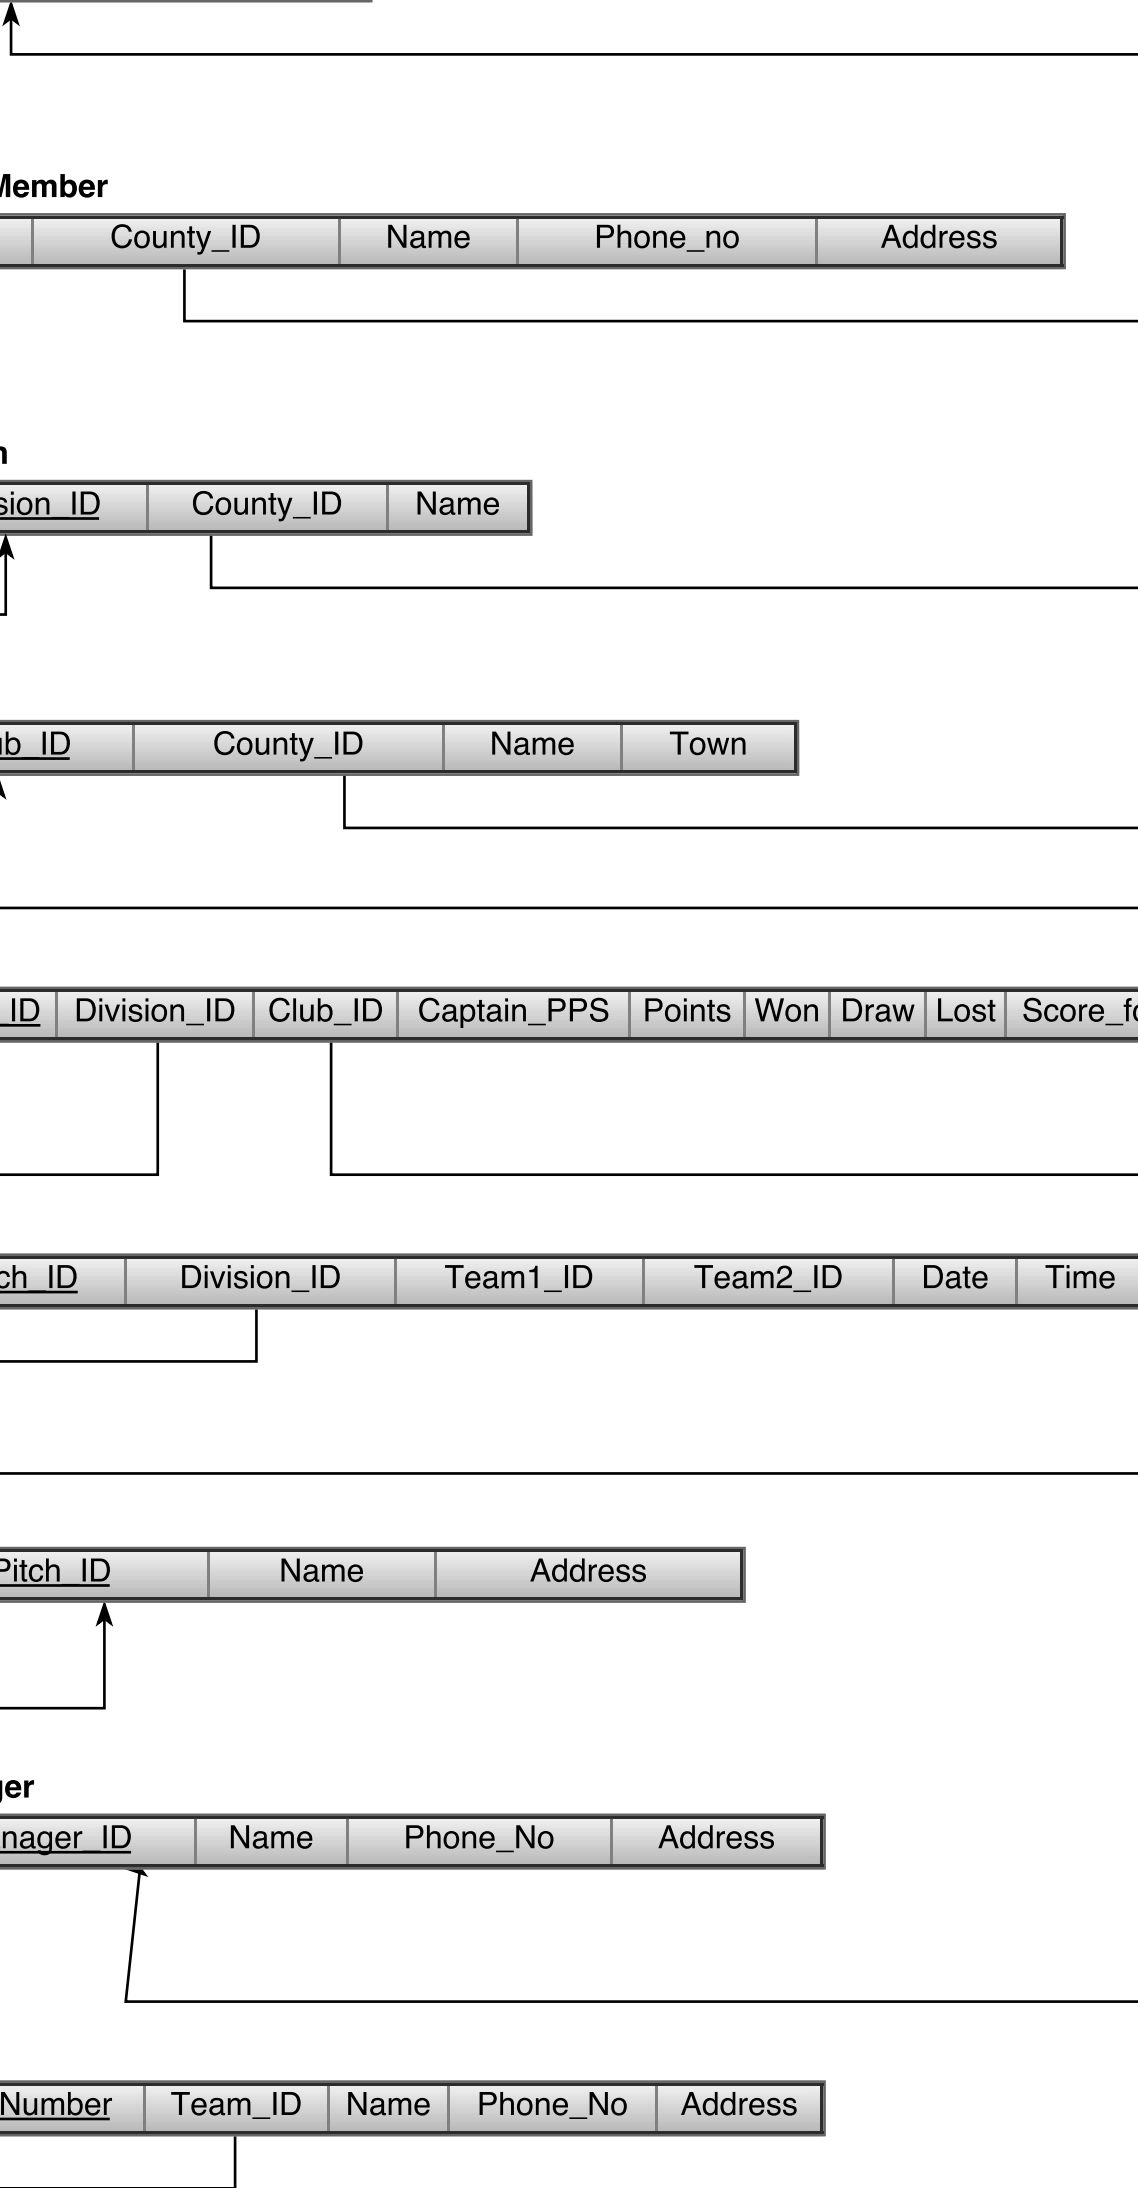 Member
County_ID Name Phone_no Address
County_ID Name
County_ID Name Town
Division_ID Club_ID Captain_PPS Points Won Draw Lost
Division_ID Team1_ID Team2_ID Date Time
Pitch_ID Name Address
Name Phone_No Address
Number Team_ID Name Phone_No Address